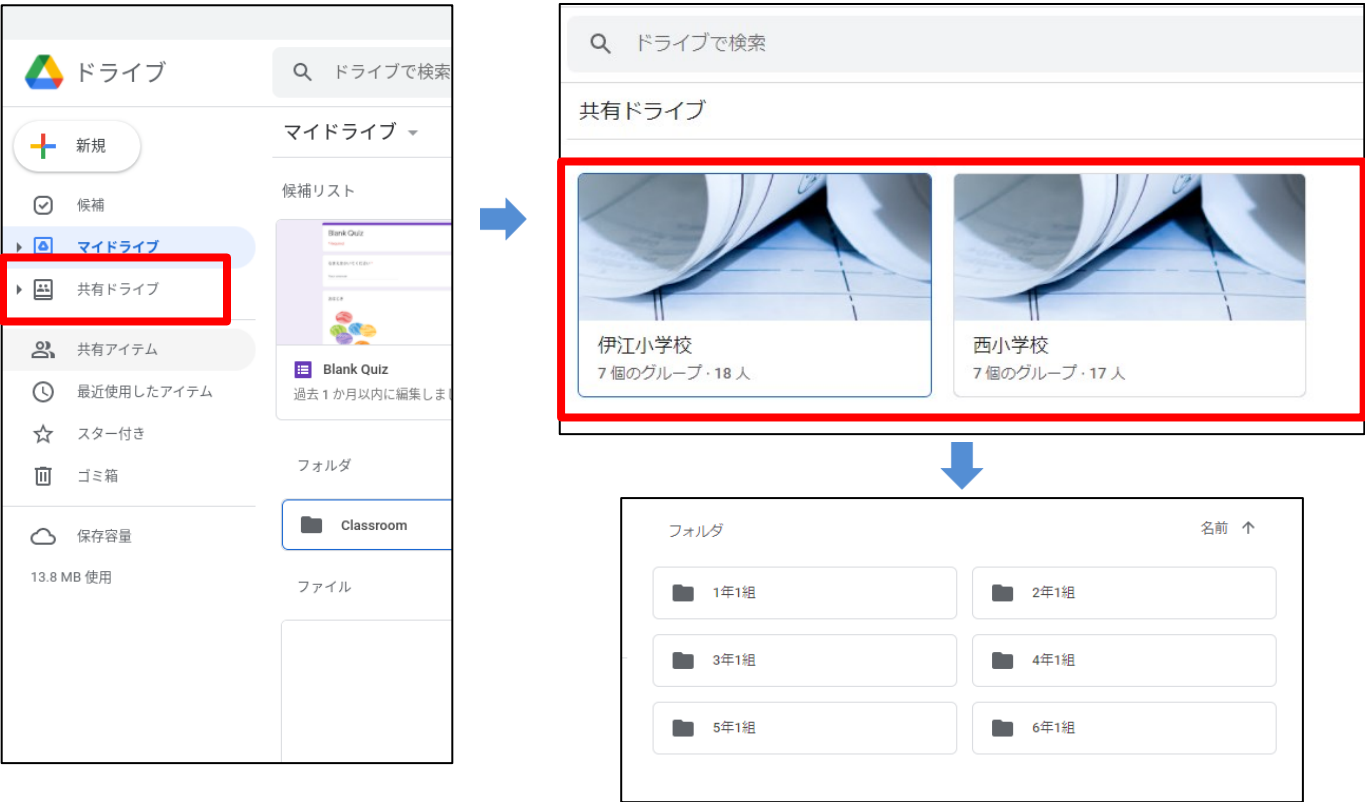 ドライブ
ドライブで検索
新規
候補
マイドライブ
共有ドライブ
共有アイテム
最近使用したアイテム
スター付き
ゴミ箱
保存容量
13.8 MB 使用
マイドライブ
候補リスト
Blank Quiz
Blank Quiz
過去 1 か月以内に編集しまし
フォルダ
Classroom
ファイル
ドライブで検索
共有ドライブ
伊江小学校
7 個のグループ · 18 人
西小学校
7 個のグループ · 17 人
フォルダ
名前
1年1組
2年1組
3年1組
4年1組
5年1組
6年1組